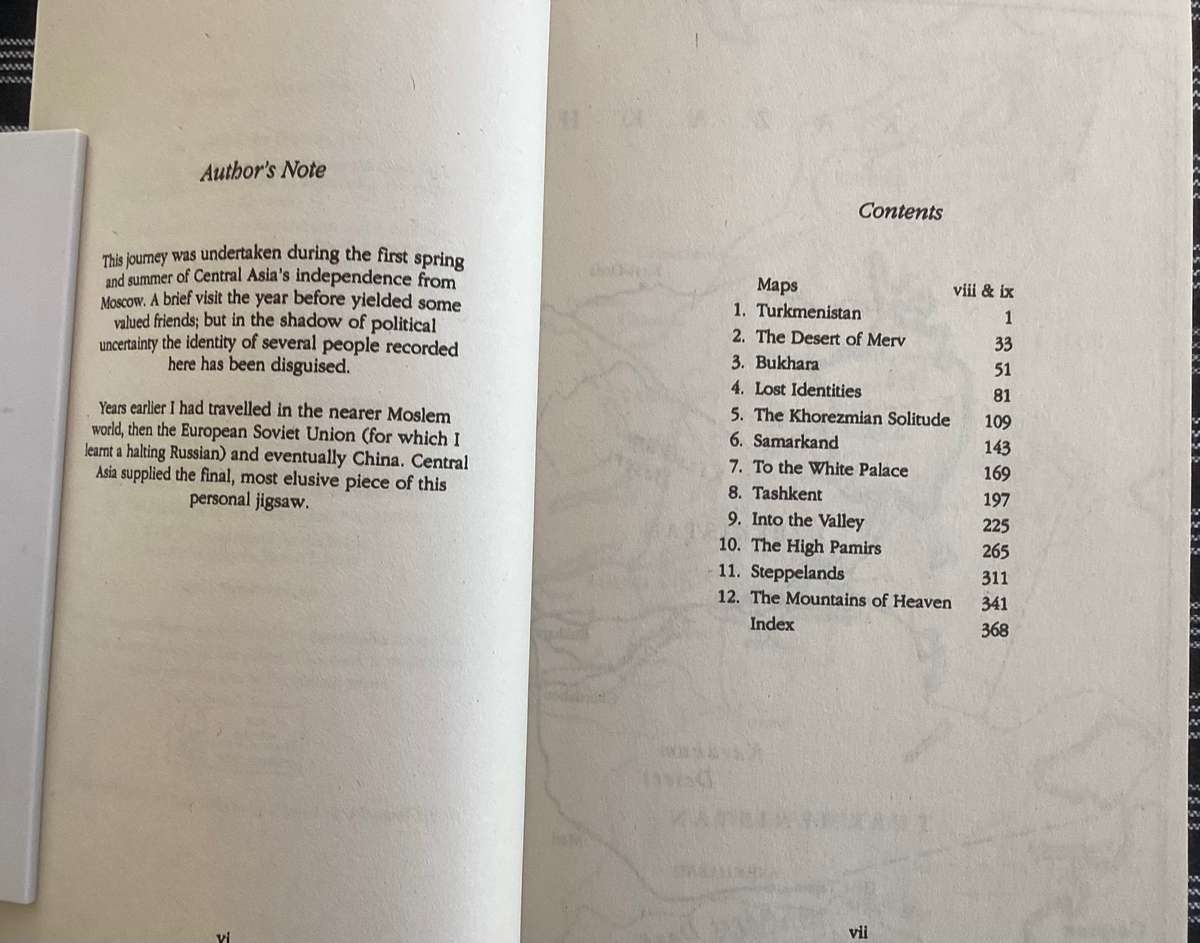 Author's Note
This journey was undertaken during the first spring
and summer of Central Asia's independence from
Moscow. A brief visit the year before yielded some
valued friends; but in the shadow of political
uncertainty the identity of several people recorded
here has been disguised.
Years earlier I had travelled in the nearer Moslem
world, then the European Soviet Union (for which I
learnt a halting Russian) and eventually China. Central
Asia supplied the final, most elusive piece of this
personal jigsaw.
vi
Contents
Maps viii & ix
1. Turkmenistan 1
2. The Desert of Merv 33
3. Bukhara 51
4. Lost Identities 81
5. The Khorezmian Solitude 109
6. Samarkand 143
7. To the White Palace 169
8. Tashkent 197
9. Into the Valley 225
10. The High Pamirs 265
11. Steppelands 311
12. The Mountains of Heaven 341
Index 368
vii